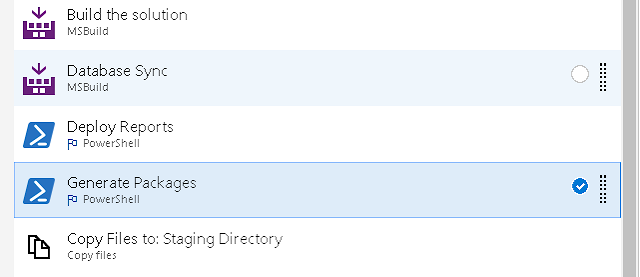 Build the solution
MSBuild
Database Sync
MSBuild
Deploy Reports
PowerShell
Generate Packages
PowerShell
Copy Files to: Staging Directory
Copy files